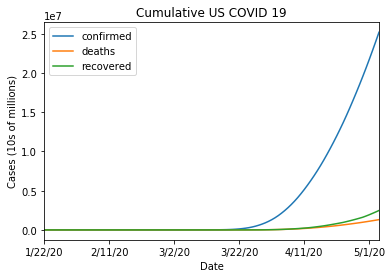 Cumulative US COVID 19
1e7
confirmed
deaths
recovered
Cases (10s of millions)
2.5
2.0
1.5
1.0
0.5
0.0
1/22/20 2/11/20 3/2/20 3/22/20 4/11/20 5/1/20
Date